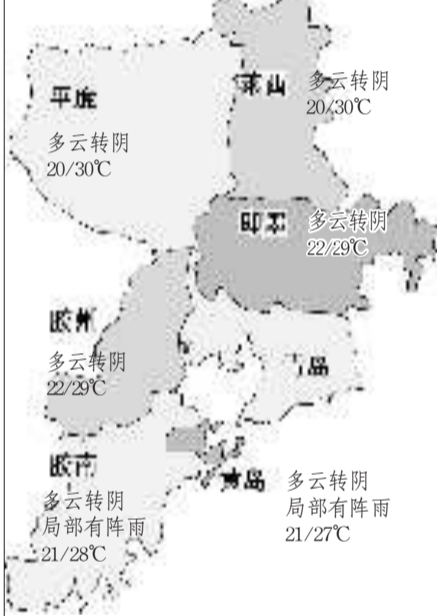 平度
多云转阴
20/30℃
莱西
多云转阴
20/30℃
即墨
多云转阴
22/29℃
胶州
多云转阴
22/29℃
青岛
胶南
多云转阴
局部有阵雨
21/28℃
黄岛
多云转阴
局部有阵雨
21/27℃